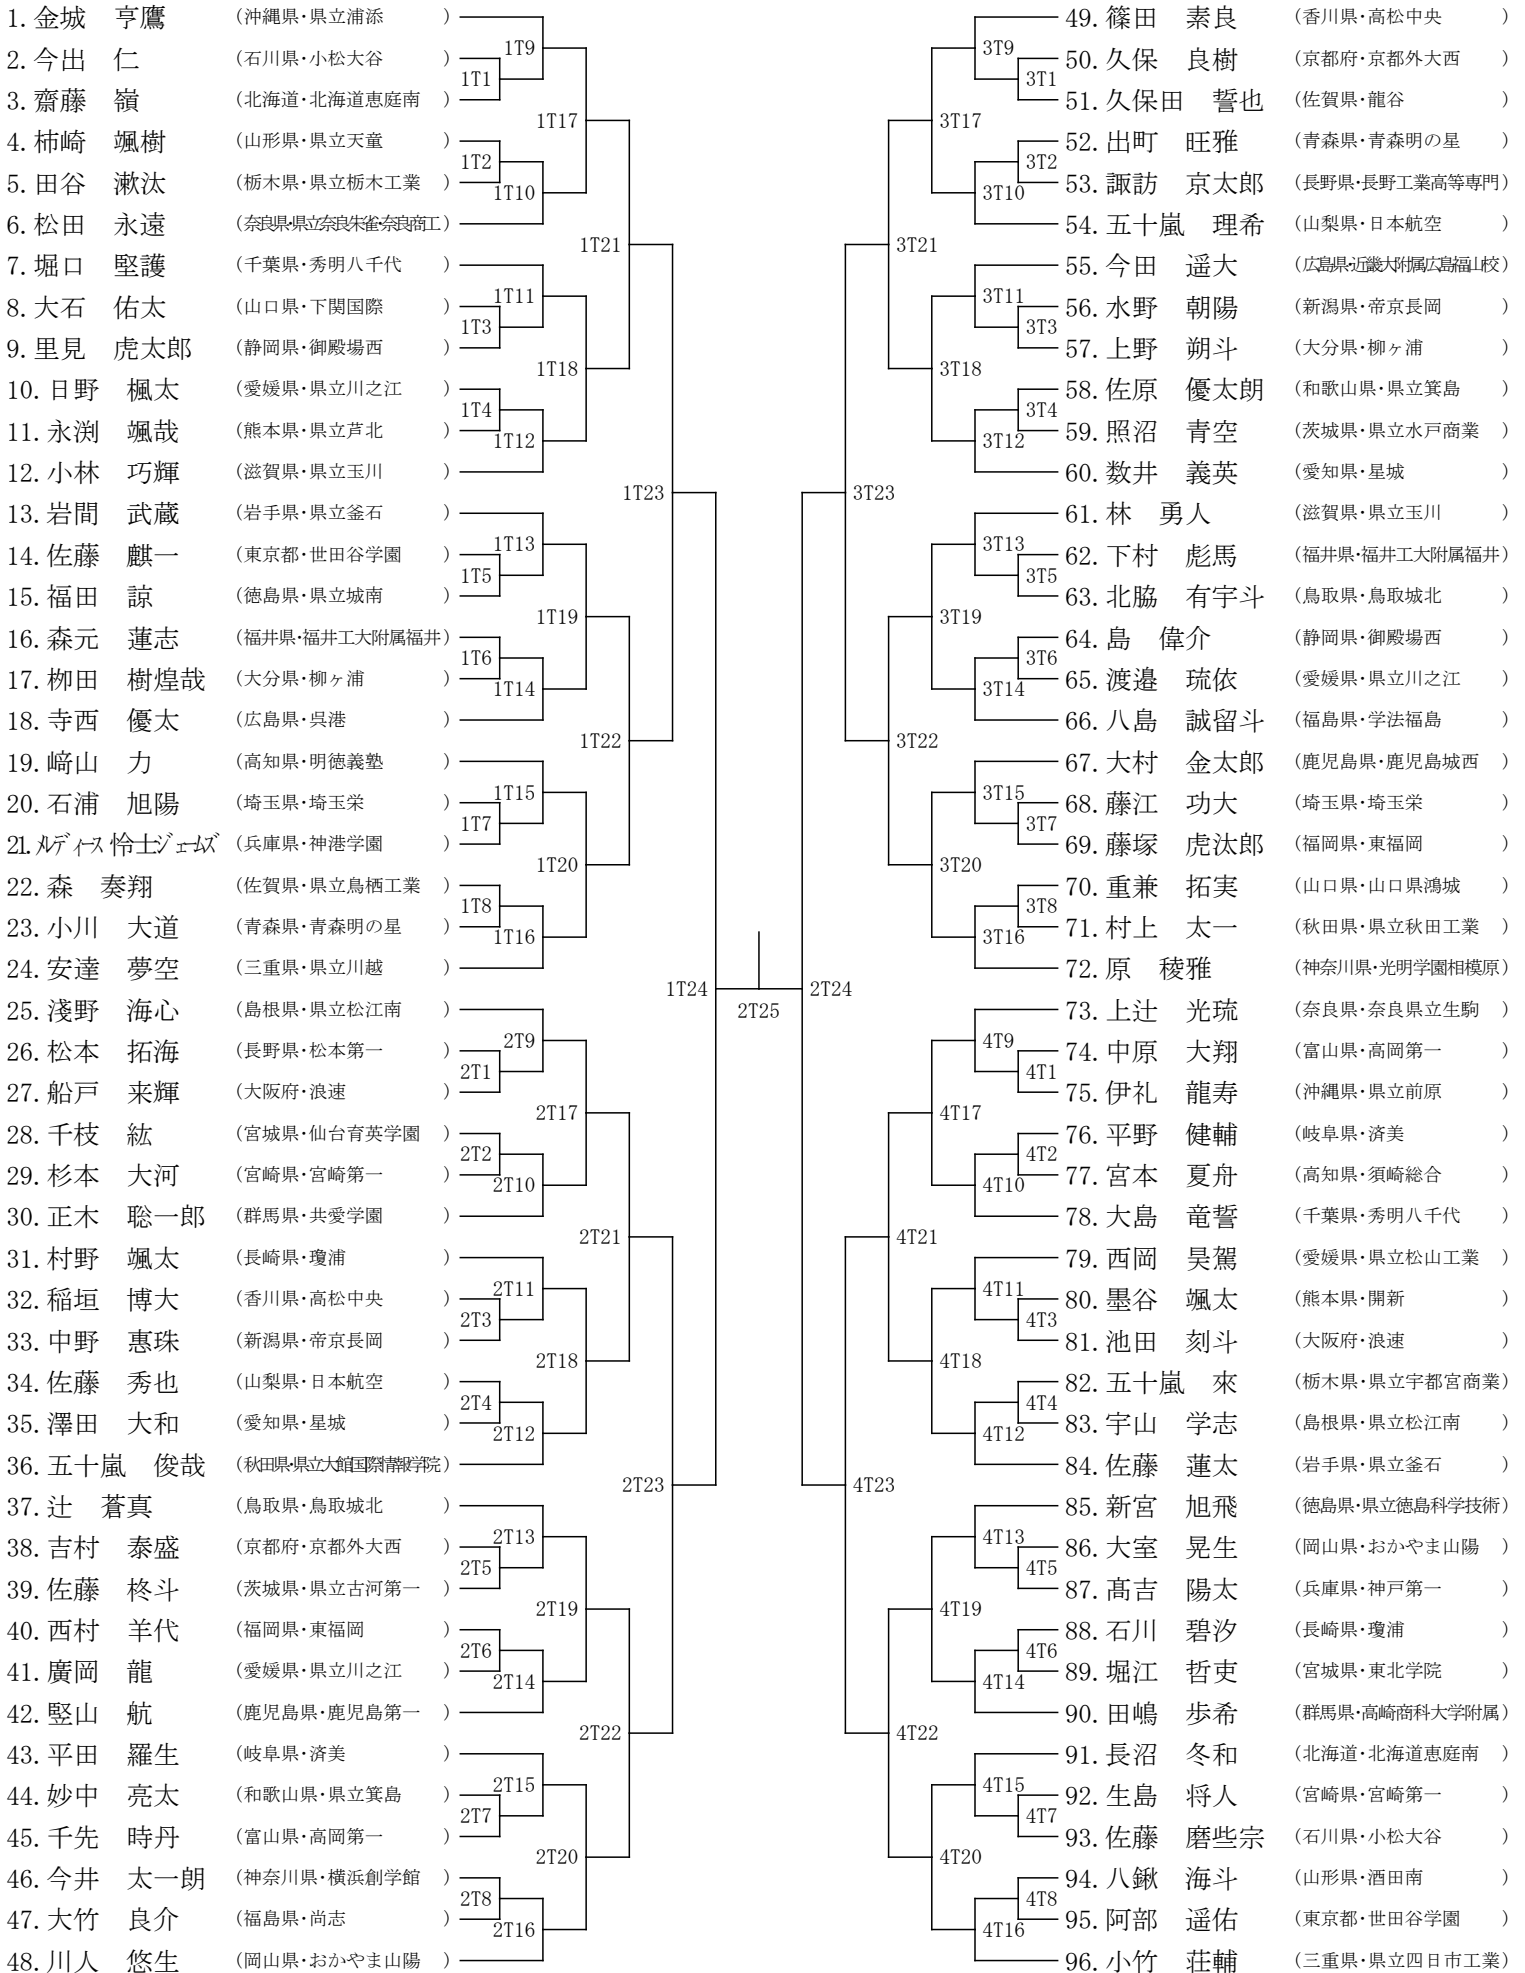 1. 金城　亨鷹　（沖縄県・県立浦添　）
2. 今出　仁　（石川県・小松大谷　）
3. 齋藤　嶺　（北海道・北海道恵庭南　）
4. 柿崎　颯樹　（山形県・県立天童　）
5. 田谷　漱汰　（栃木県・県立栃木工業　）
6. 松田　永遠　（奈良県・県立奈良朱雀・奈良商工）
7. 堀口　堅護　（千葉県・秀明八千代　）
8. 大石　佑太　（山口県・下関国際　）
9. 里見　虎太郎　（静岡県・御殿場西　）
10. 日野　楓太　（愛媛県・県立川之江　）
11. 永渕　颯哉　（熊本県・県立芦北　）
12. 小林　巧輝　（滋賀県・県立玉川　）
13. 岩間　武蔵　（岩手県・県立釜石　）
14. 佐藤　麒一　（東京都・世田谷学園　）
15. 福田　諒　（徳島県・県立城南　）
16. 森元　蓮志　（福井県・福井工大附属福井）
17. 栁田　樹煌哉　（大分県・柳ヶ浦　）
18. 寺西　優太　（広島県・呉港　）
19. 﨑山　力　（高知県・明徳義塾　）
20. 石浦　旭陽　（埼玉県・埼玉栄　）
21. メルディース 怜士ジェームズ　（兵庫県・神港学園　）
22. 森　奏翔　（佐賀県・県立鳥栖工業　）
23. 小川　大道　（青森県・青森明の星　）
24. 安達　夢空　（三重県・県立川越　）
25. 淺野　海心　（島根県・県立松江南　）
26. 松本　拓海　（長野県・松本第一　）
27. 船戸　来輝　（大阪府・浪速　）
28. 千枝　紘　（宮城県・仙台育英学園　）
29. 杉本　大河　（宮崎県・宮崎第一　）
30. 正木　聡一郎　（群馬県・共愛学園　）
31. 村野　颯太　（長崎県・瓊浦　）
32. 稲垣　博大　（香川県・高松中央　）
33. 中野　惠珠　（新潟県・帝京長岡　）
34. 佐藤　秀也　（山梨県・日本航空　）
35. 澤田　大和　（愛知県・星城　）
36. 五十嵐　俊哉　（秋田県・県立大館国際情報学院）
37. 辻　蒼真　（鳥取県・鳥取城北　）
38. 吉村　泰盛　（京都府・京都外大西　）
39. 佐藤　柊斗　（茨城県・県立古河第一　）
40. 西村　羊代　（福岡県・東福岡　）
41. 廣岡　龍　（愛媛県・県立川之江　）
42. 竪山　航　（鹿児島県・鹿児島第一　）
43. 平田　羅生　（岐阜県・済美　）
44. 妙中　亮太　（和歌山県・県立箕島　）
45. 千先　時丹　（富山県・高岡第一　）
46. 今井　太一朗　（神奈川県・横浜創学館　）
47. 大竹　良介　（福島県・尚志　）
48. 川人　悠生　（岡山県・おかやま山陽　）
1T1
1T2
1T3
1T4
1T5
1T6
1T7
1T8
2T1
2T2
2T3
2T4
2T5
2T6
2T7
2T8
1T9
1T10
1T11
1T12
1T13
1T14
1T15
1T16
2T9
2T10
2T11
2T12
2T13
2T14
2T15
2T16
1T17
1T18
1T19
1T20
2T17
2T18
2T19
2T20
1T21
1T22
2T21
2T22
1T23
2T23
1T24
2T25
2T24
3T23
4T23
3T21
3T22
4T21
4T22
3T17
3T18
3T19
3T20
4T17
4T18
4T19
4T20
3T9
3T10
3T11
3T12
3T13
3T14
3T15
3T16
4T9
4T10
4T11
4T12
4T13
4T14
4T15
4T16
3T1
3T2
3T3
3T4
3T5
3T6
3T7
3T8
4T1
4T2
4T3
4T4
4T5
4T6
4T7
4T8
49. 篠田　素良　（香川県・高松中央　）
50. 久保　良樹　（京都府・京都外大西　）
51. 久保田　誓也　（佐賀県・龍谷　）
52. 出町　旺雅　（青森県・青森明の星　）
53. 諏訪　京太郎　（長野県・長野工業高等専門）
54. 五十嵐　理希　（山梨県・日本航空　）
55. 今田　遥大　（広島県・近畿大附属広島福山校）
56. 水野　朝陽　（新潟県・帝京長岡　）
57. 上野　朔斗　（大分県・柳ヶ浦　）
58. 佐原　優太朗　（和歌山県・県立箕島　）
59. 照沼　青空　（茨城県・県立水戸商業　）
60. 数井　義英　（愛知県・星城　）
61. 林　勇人　（滋賀県・県立玉川　）
62. 下村　彪馬　（福井県・福井工大附属福井）
63. 北脇　有宇斗　（鳥取県・鳥取城北　）
64. 島　偉介　（静岡県・御殿場西　）
65. 渡邉　琉依　（愛媛県・県立川之江　）
66. 八島　誠留斗　（福島県・学法福島　）
67. 大村　金太郎　（鹿児島県・鹿児島城西　）
68. 藤江　功大　（埼玉県・埼玉栄　）
69. 藤塚　虎汰郎　（福岡県・東福岡　）
70. 重兼　拓実　（山口県・山口県鴻城　）
71. 村上　太一　（秋田県・県立秋田工業　）
72. 原　稜雅　（神奈川県・光明学園相模原）
73. 上辻　光琉　（奈良県・奈良県立生駒　）
74. 中原　大翔　（富山県・高岡第一　）
75. 伊礼　龍寿　（沖縄県・県立前原　）
76. 平野　健輔　（岐阜県・済美　）
77. 宮本　夏舟　（高知県・須崎総合　）
78. 大島　竜誓　（千葉県・秀明八千代　）
79. 西岡　昊駕　（愛媛県・県立松山工業　）
80. 墨谷　颯太　（熊本県・開新　）
81. 池田　刻斗　（大阪府・浪速　）
82. 五十嵐　來　（栃木県・県立宇都宮商業）
83. 宇山　学志　（島根県・県立松江南　）
84. 佐藤　蓮太　（岩手県・県立釜石　）
85. 新宮　旭飛　（徳島県・県立徳島科学技術）
86. 大室　晃生　（岡山県・おかやま山陽　）
87. 髙吉　陽太　（兵庫県・神戸第一　）
88. 石川　碧汐　（長崎県・瓊浦　）
89. 堀江　哲吏　（宮城県・東北学院　）
90. 田嶋　歩希　（群馬県・高崎商科大学附属）
91. 長沼　冬和　（北海道・北海道恵庭南　）
92. 生島　将人　（宮崎県・宮崎第一　）
93. 佐藤　磨些宗　（石川県・小松大谷　）
94. 八鍬　海斗　（山形県・酒田南　）
95. 阿部　遥佑　（東京都・世田谷学園　）
96. 小竹　荘輔　（三重県・県立四日市工業）